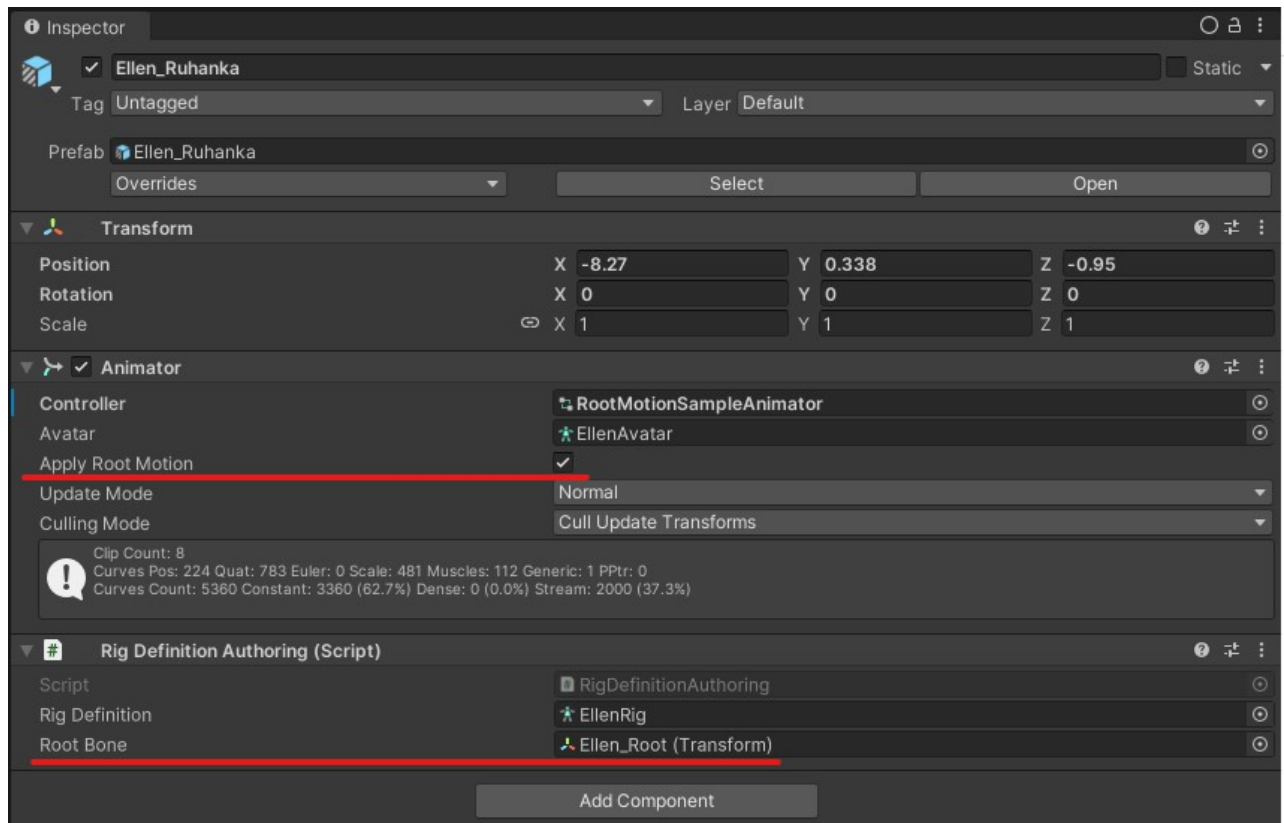 Inspector
Ellen_Ruhanka Static
Tag Untagged Layer Default
Prefab Ellen_Ruhanka
Overrides Select Open
Transform
Position X -8.27 Y 0.338 Z -0.95
Rotation X 0 Y 0 Z 0
Scale X 1 Y 1 Z 1
Animator
Controller RootMotionSampleAnimator
Avatar EllenAvatar
Apply Root Motion
Update Mode Normal
Culling Mode Cull Update Transforms
Clip Count: 8
Curves Pos: 224 Quat: 783 Euler: 0 Scale: 481 Muscles: 112 Generic: 1 PPtr: 0
Curves Count: 5360 Constant: 3360 (62.7%) Dense: 0 (0.0%) Stream: 2000 (37.3%)
# Rig Definition Authoring (Script)
Script RigDefinitionAuthoring
Rig Definition EllenRig
Root Bone Ellen_Root (Transform)
Add Component